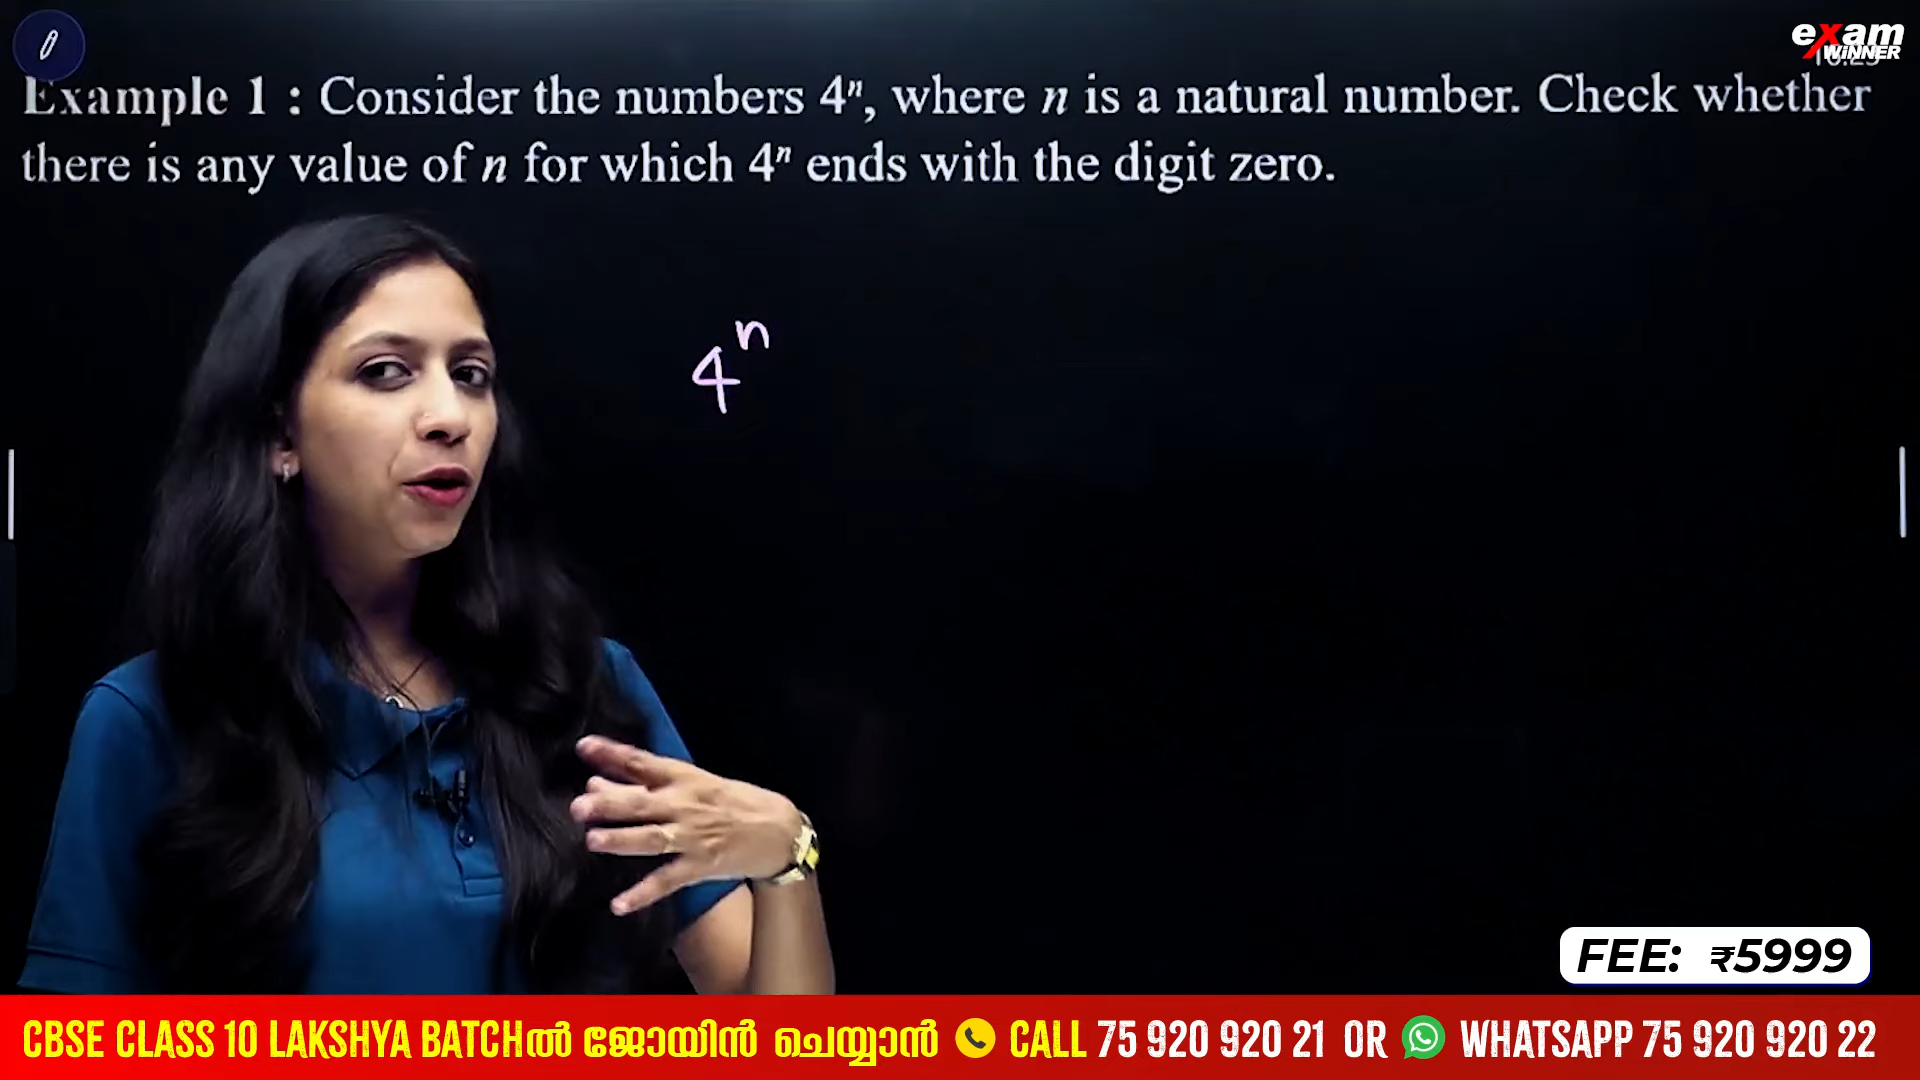 exam
WiNNER
Example 1 : Consider the numbers 4ⁿ, where n is a natural number. Check whether
there is any value of n for which 4ⁿ ends with the digit zero.
4ⁿ
FEE: ₹5999
CBSE CLASS 10 LAKSHYA BATCHൽ ജോയിൻ ചെയ്യാൻ CALL 75 920 920 21 OR WHATSAPP 75 920 920 22